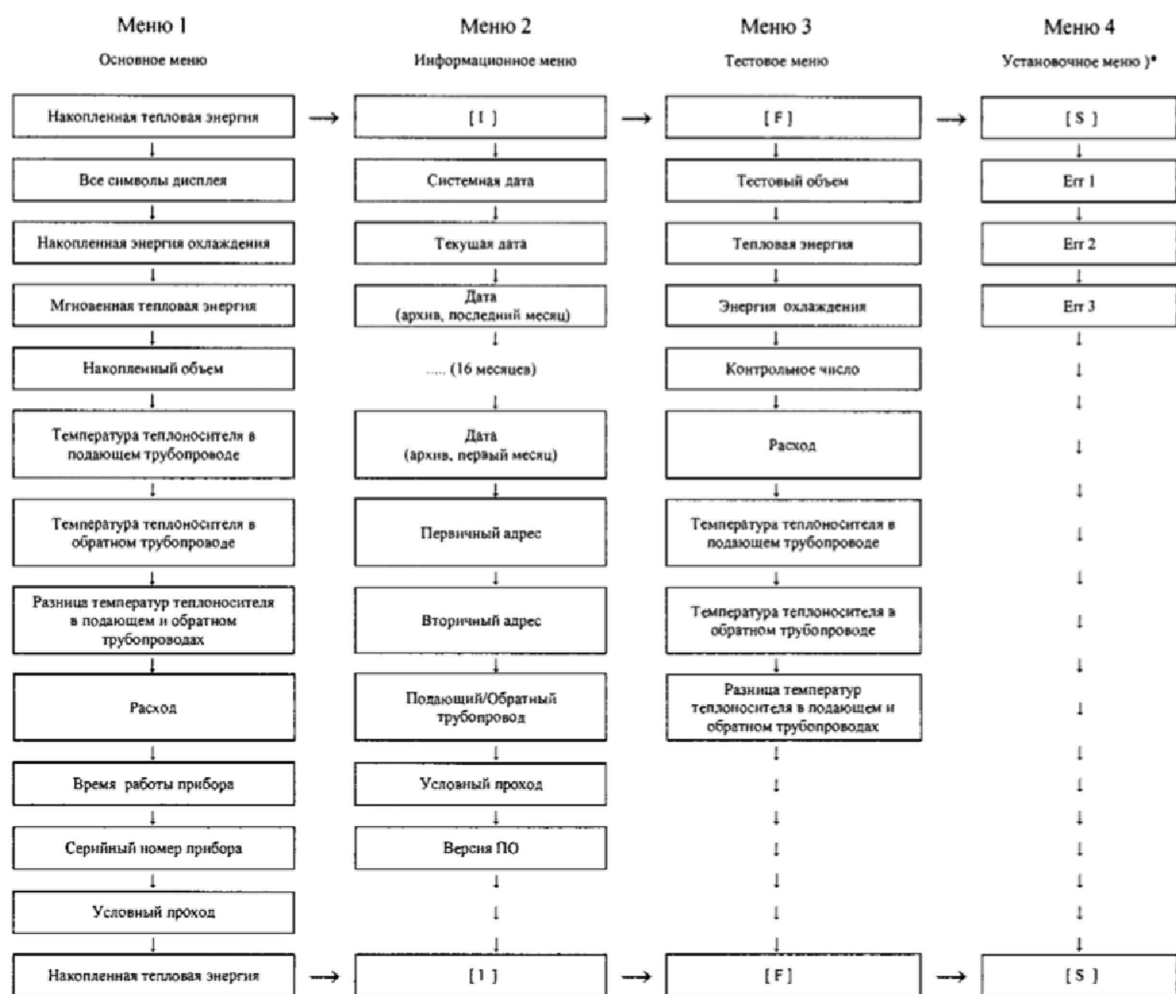 Меню 1
Основное меню
Накопленная тепловая энергия
Все символы дисплея
Накопленная энергия охлаждения
Мгновенная тепловая энергия
Накопленный объем
Температура теплоносителя в
подающем трубопроводе
Температура теплоносителя в
обратном трубопроводе
Разница температур теплоносителя
в подающем и обратном
трубопроводах
Расход
Время работы прибора
Серийный номер прибора
Условный проход
Накопленная тепловая энергия
Меню 2
Информационное меню
[ I ]
Системная дата
Текущая дата
Дата
(архив, последний месяц)
..... (16 месяцев)
Дата
(архив, первый месяц)
Первичный адрес
Вторичный адрес
Подающий/Обратный
трубопровод
Условный проход
Версия ПО
[ I ]
Меню 3
Тестовое меню
[ F ]
Тестовый объем
Тепловая энергия
Энергия охлаждения
Контрольное число
Расход
Температура теплоносителя в
подающем трубопроводе
Температура теплоносителя в
обратном трубопроводе
Разница температур
теплоносителя в подающем и
обратном трубопроводах
[ F ]
Меню 4
Установочное меню )*
[ S ]
Err 1
Err 2
Err 3
[ S ]